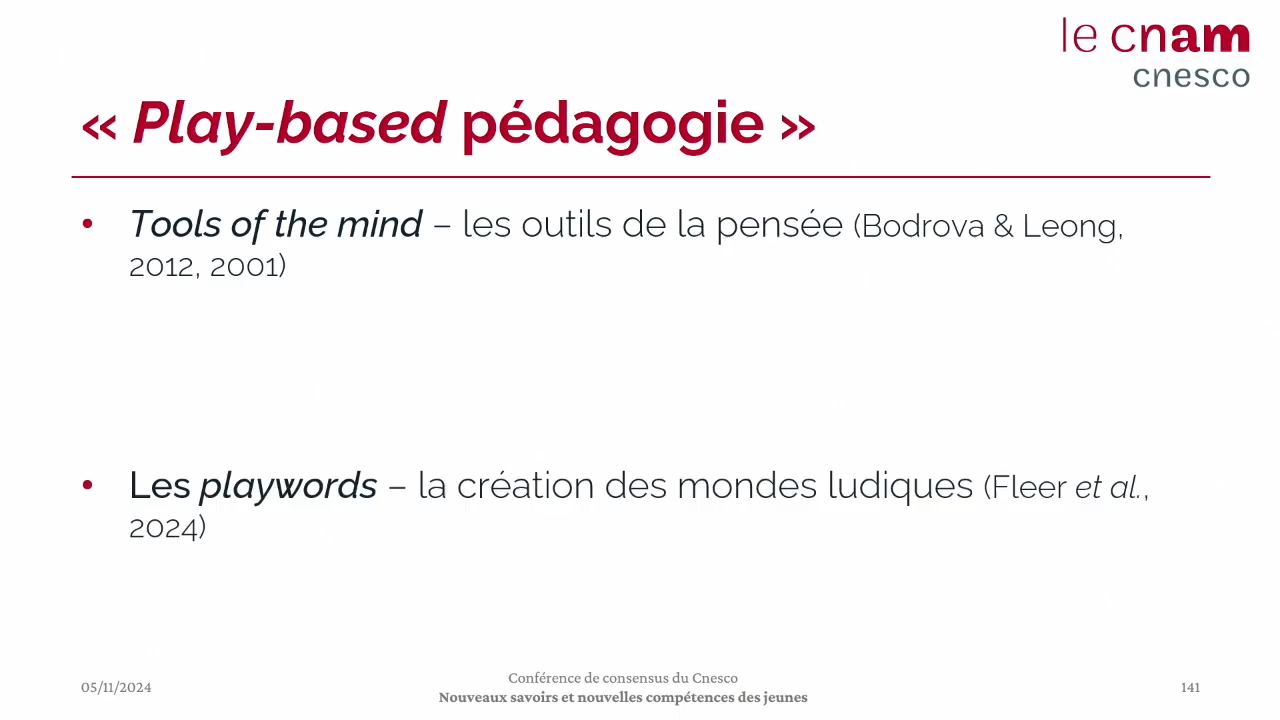 le cnam
cnesco
« Play-based pédagogie »
• Tools of the mind – les outils de la pensée (Bodrova & Leong,
2012, 2001)
• Les playwords – la création des mondes ludiques (Fleer et al.,
2024)
05/11/2024
Conférence de consensus du Cnesco
Nouveaux savoirs et nouvelles compétences des jeunes
141